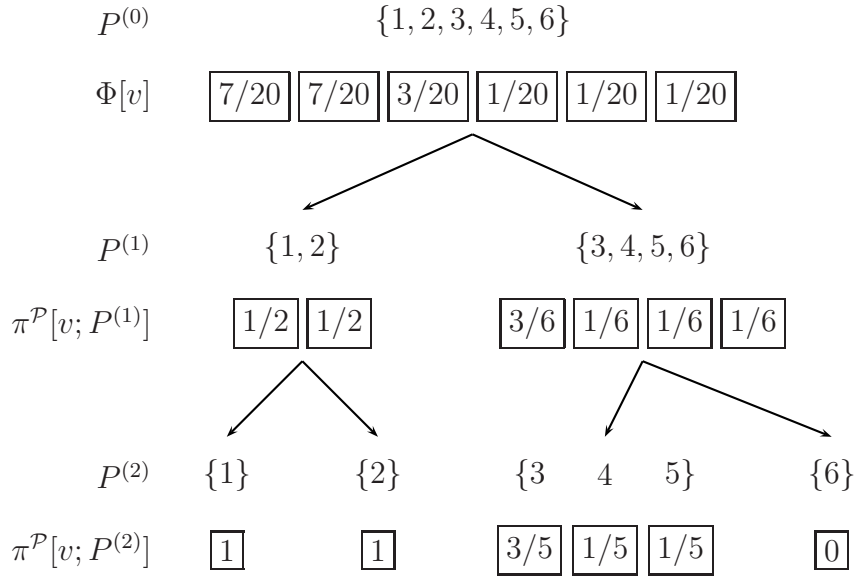 P^{(0)} {1, 2, 3, 4, 5, 6}
Φ[v] 7/20 7/20 3/20 1/20 1/20 1/20
P^{(1)} {1, 2} {3, 4, 5, 6}
π^𝒫[v; P^{(1)}] 1/2 1/2 3/6 1/6 1/6 1/6
P^{(2)} {1} {2} {3 4 5} {6}
π^𝒫[v; P^{(2)}] 1 1 3/5 1/5 1/5 0